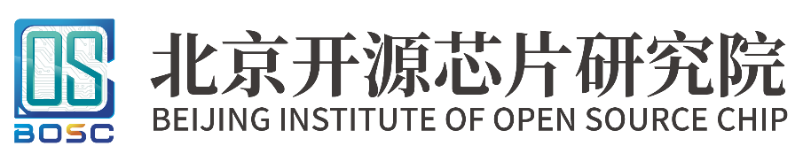 OS
BOSC
北京开源芯片研究院
BEIJING INSTITUTE OF OPEN SOURCE CHIP